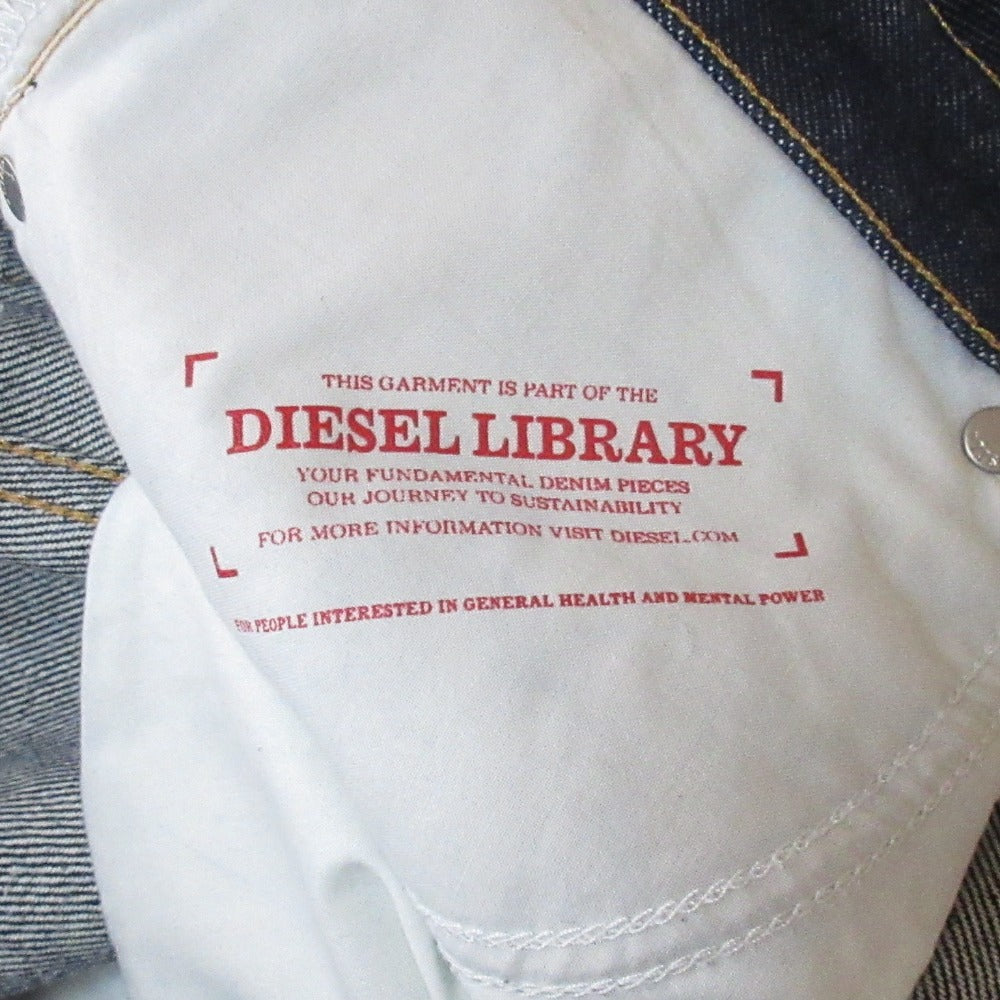 THIS GARMENT IS PART OF THE
DIESEL LIBRARY
YOUR FUNDAMENTAL DENIM PIECES
OUR JOURNEY TO SUSTAINABILITY
FOR MORE INFORMATION VISIT DIESEL.COM
FOR PEOPLE INTERESTED IN GENERAL HEALTH AND MENTAL POWER